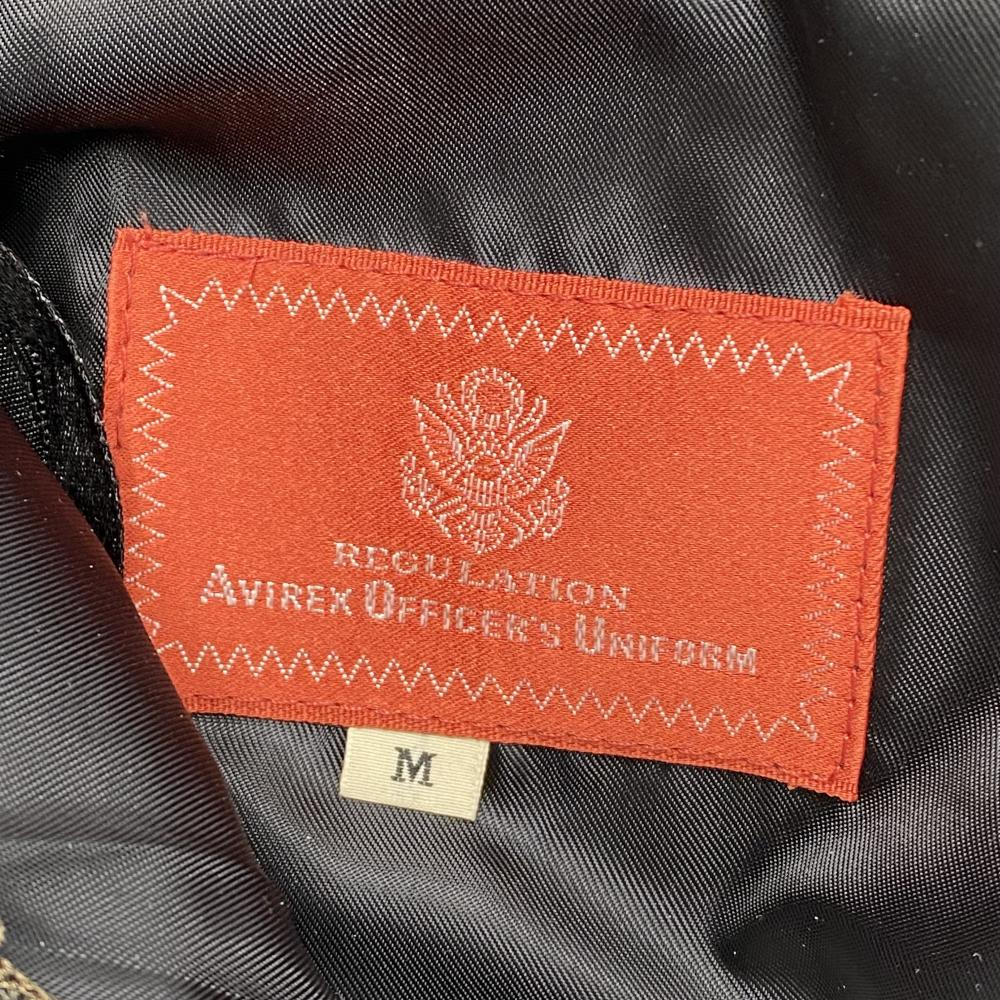 REGULATION
AVIREX OFFICER'S UNIFORM
M